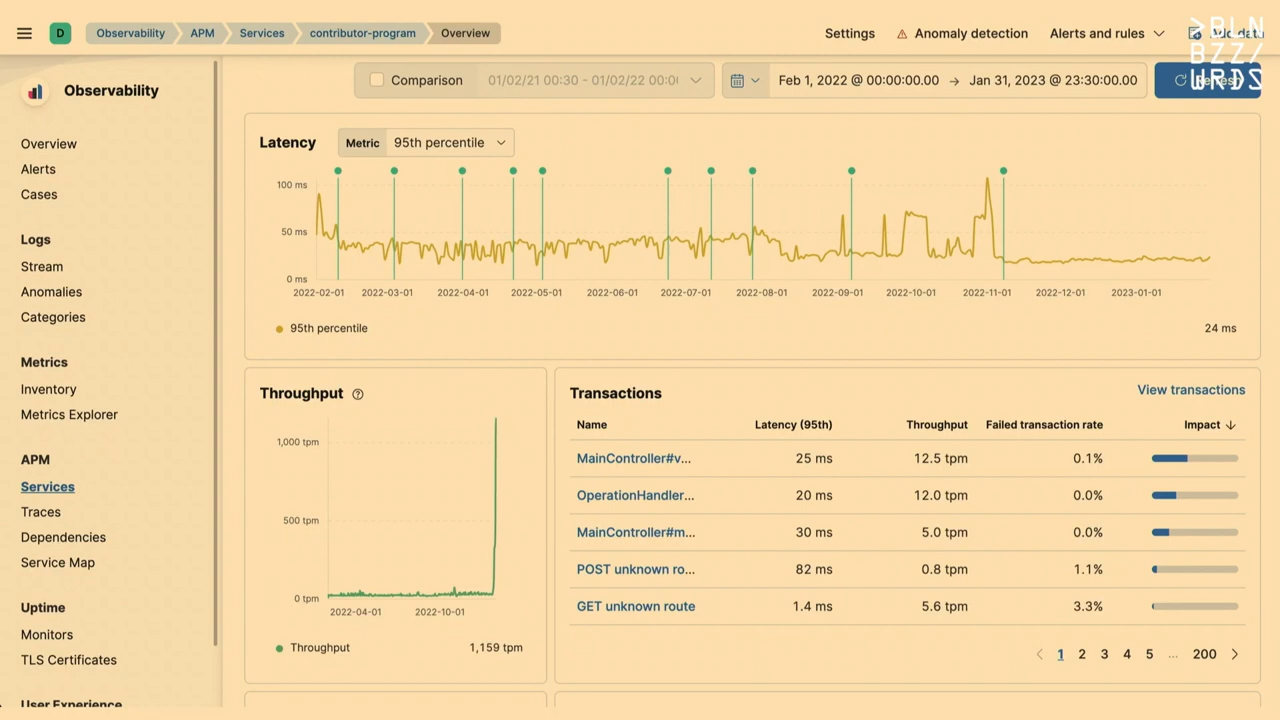 D Observability APM Services contributor-program Overview Settings Anomaly detection Alerts and rules Add data
>BLN
BZZ/
WRDS
Observability
Comparison 01/02/21 00:30 - 01/02/22 00:00 Feb 1, 2022 @ 00:00:00.00 → Jan 31, 2023 @ 23:30:00.00
Overview
Alerts
Cases
Logs
Stream
Anomalies
Categories
Metrics
Inventory
Metrics Explorer
APM
Services
Traces
Dependencies
Service Map
Uptime
Monitors
TLS Certificates
User Experience
Latency Metric 95th percentile
100 ms
50 ms
0 ms
2022-02-01 2022-03-01 2022-04-01 2022-05-01 2022-06-01 2022-07-01 2022-08-01 2022-09-01 2022-10-01 2022-11-01 2022-12-01 2023-01-01
95th percentile 24 ms
Throughput
1,000 tpm
500 tpm
0 tpm
2022-04-01 2022-10-01
Throughput 1,159 tpm
Transactions View transactions
Name Latency (95th) Throughput Failed transaction rate Impact
MainController#v... 25 ms 12.5 tpm 0.1%
OperationHandler... 20 ms 12.0 tpm 0.0%
MainController#m... 30 ms 5.0 tpm 0.0%
POST unknown ro... 82 ms 0.8 tpm 1.1%
GET unknown route 1.4 ms 5.6 tpm 3.3%
1 2 3 4 5 ... 200